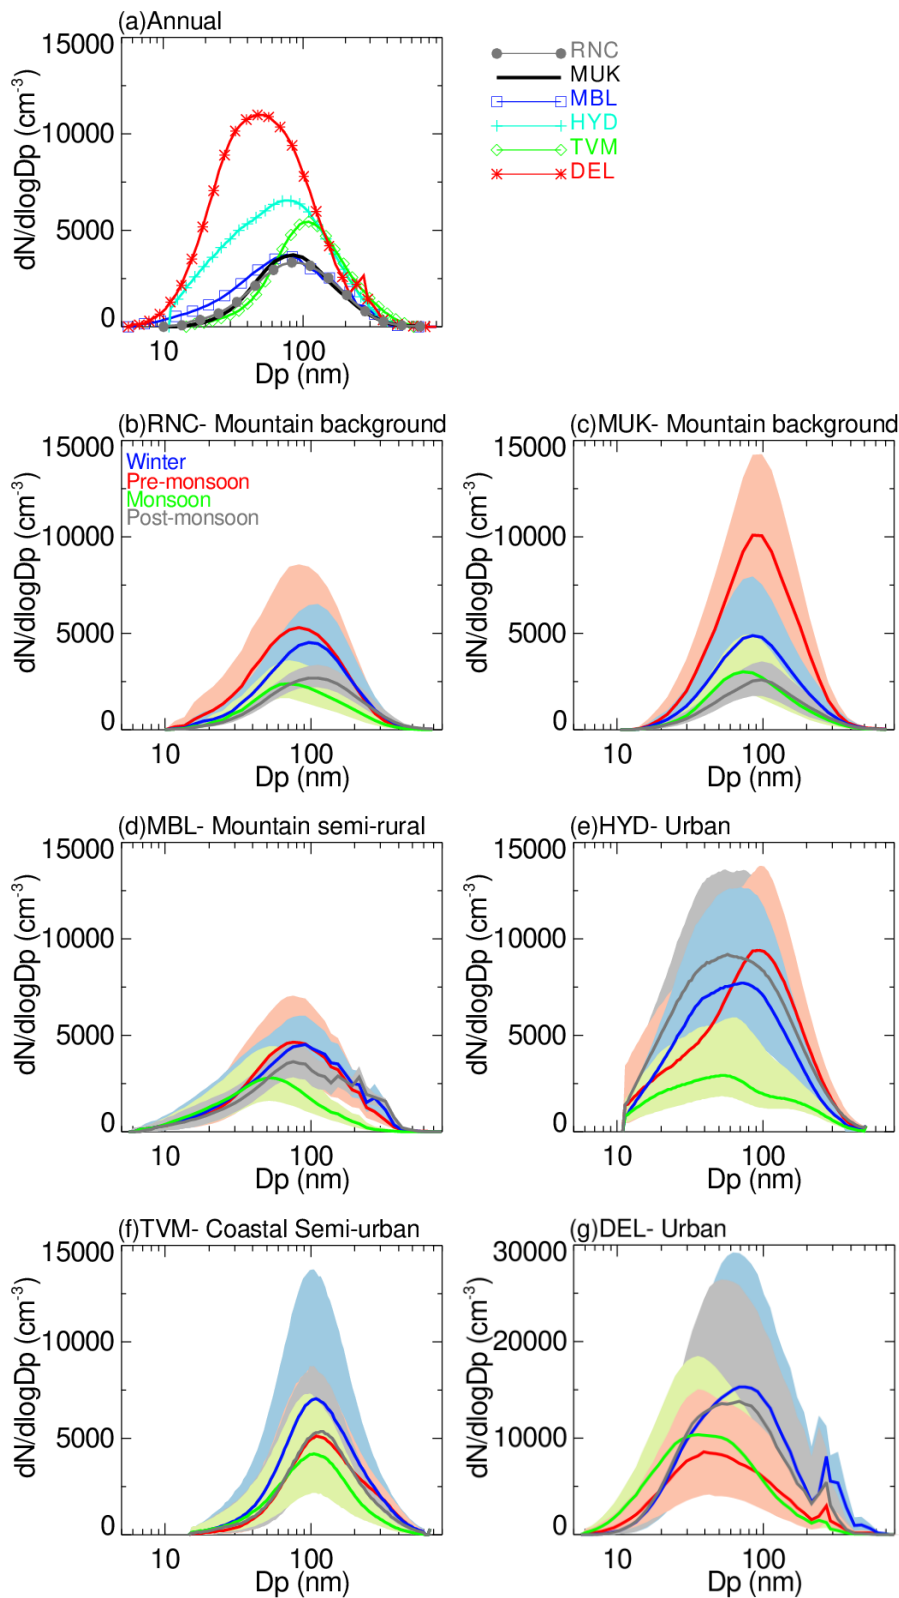 (a)Annual
15000
10000
5000
0
dN/dlogDp (cm-3)
10 100
Dp (nm)
RNC
MUK
MBL
HYD
TVM
DEL
(b)RNC- Mountain background
15000
10000
5000
0
dN/dlogDp (cm-3)
Winter
Pre-monsoon
Monsoon
Post-monsoon
10 100
Dp (nm)
(c)MUK- Mountain background
15000
10000
5000
0
dN/dlogDp (cm-3)
10 100
Dp (nm)
(d)MBL- Mountain semi-rural
15000
10000
5000
0
dN/dlogDp (cm-3)
10 100
Dp (nm)
(e)HYD- Urban
15000
10000
5000
0
dN/dlogDp (cm-3)
10 100
Dp (nm)
(f)TVM- Coastal Semi-urban
15000
10000
5000
0
dN/dlogDp (cm-3)
10 100
Dp (nm)
(g)DEL- Urban
30000
20000
10000
0
dN/dlogDp (cm-3)
10 100
Dp (nm)